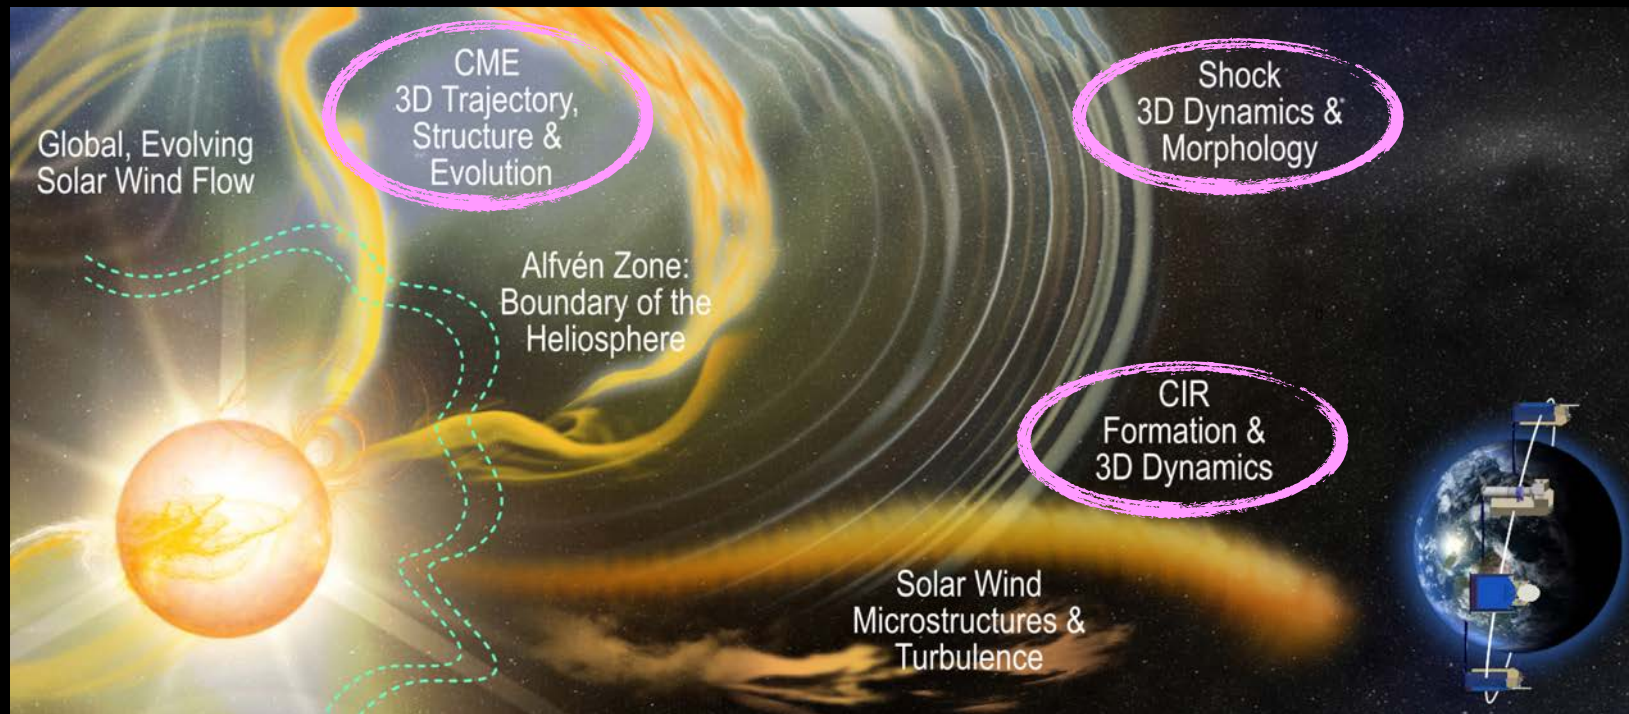 CME
3D Trajectory,
Structure &
Evolution
Shock
3D Dynamics &
Morphology
Global, Evolving
Solar Wind Flow
Alfvén Zone:
Boundary of the
Heliosphere
CIR
Formation &
3D Dynamics
Solar Wind
Microstructures &
Turbulence